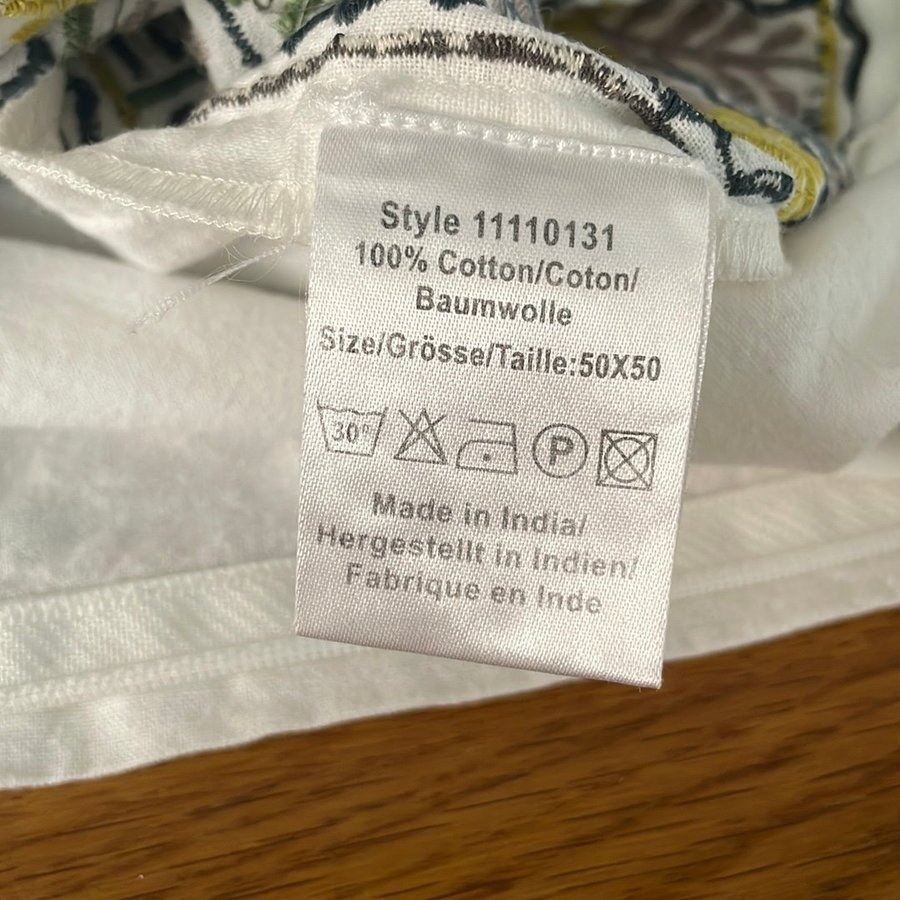 Style 11110131
100% Cotton/Coton/
Baumwolle
Size/Grösse/Taille:50X50
30° P
Made in India/
Hergestellt in Indien/
Fabrique en Inde